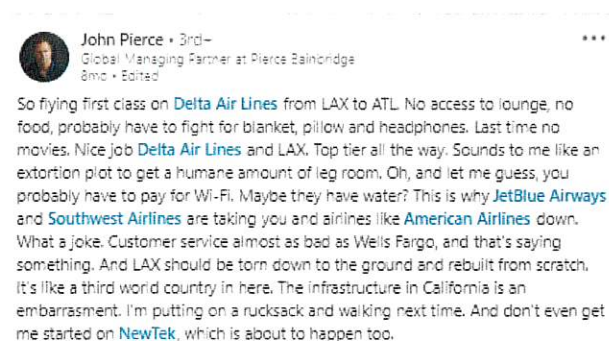 John Pierce • 3rd+
Global Managing Partner at Pierce Bainbridge
8mo • Edited
So flying first class on Delta Air Lines from LAX to ATL. No access to lounge, no
food, probably have to fight for blanket, pillow and headphones. Last time no
movies. Nice job Delta Air Lines and LAX. Top tier all the way. Sounds to me like an
extortion plot to get a humane amount of leg room. Oh, and let me guess, you
probably have to pay for Wi-Fi. Maybe they have water? This is why JetBlue Airways
and Southwest Airlines are taking you and airlines like American Airlines down.
What a joke. Customer service almost as bad as Wells Fargo, and that's saying
something. And LAX should be torn down to the ground and rebuilt from scratch.
It's like a third world country in here. The infrastructure in California is an
embarrasment. I'm putting on a rucksack and walking next time. And don't even get
me started on NewTek, which is about to happen too.